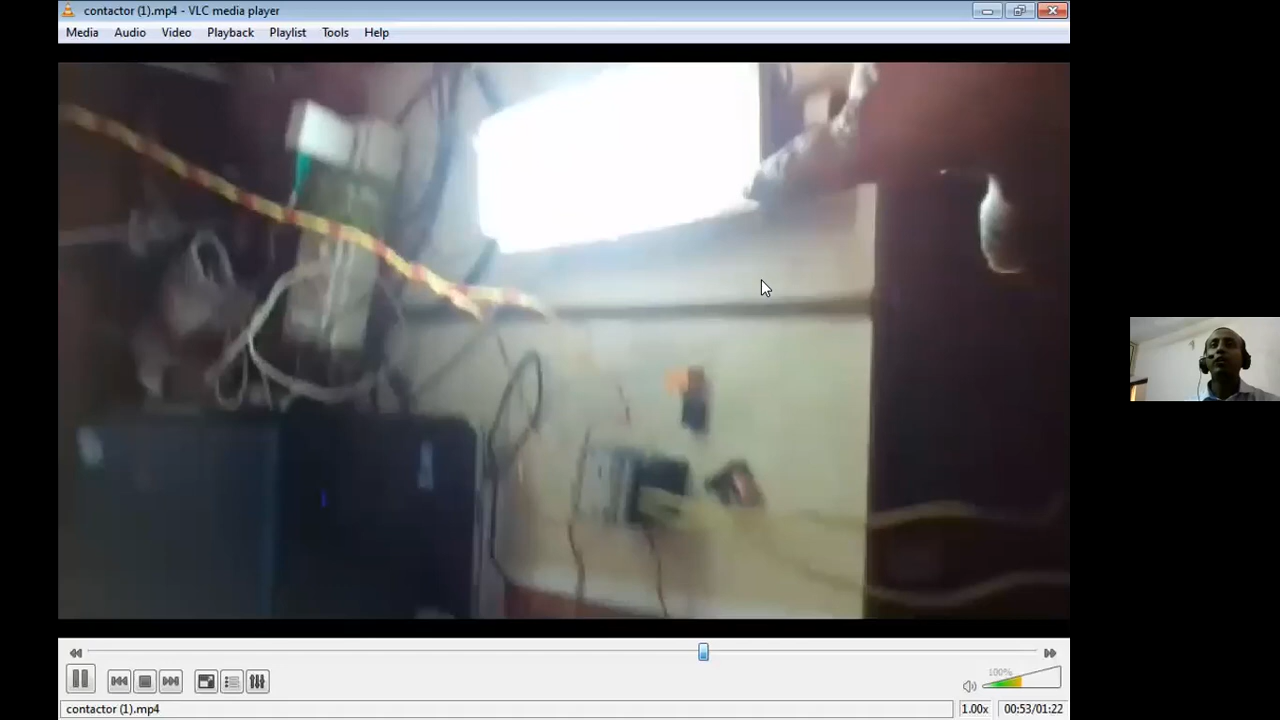 contactor (1).mp4 - VLC media player
Media Audio Video Playback Playlist Tools Help
100%
contactor (1).mp4 1.00x 00:53/01:22